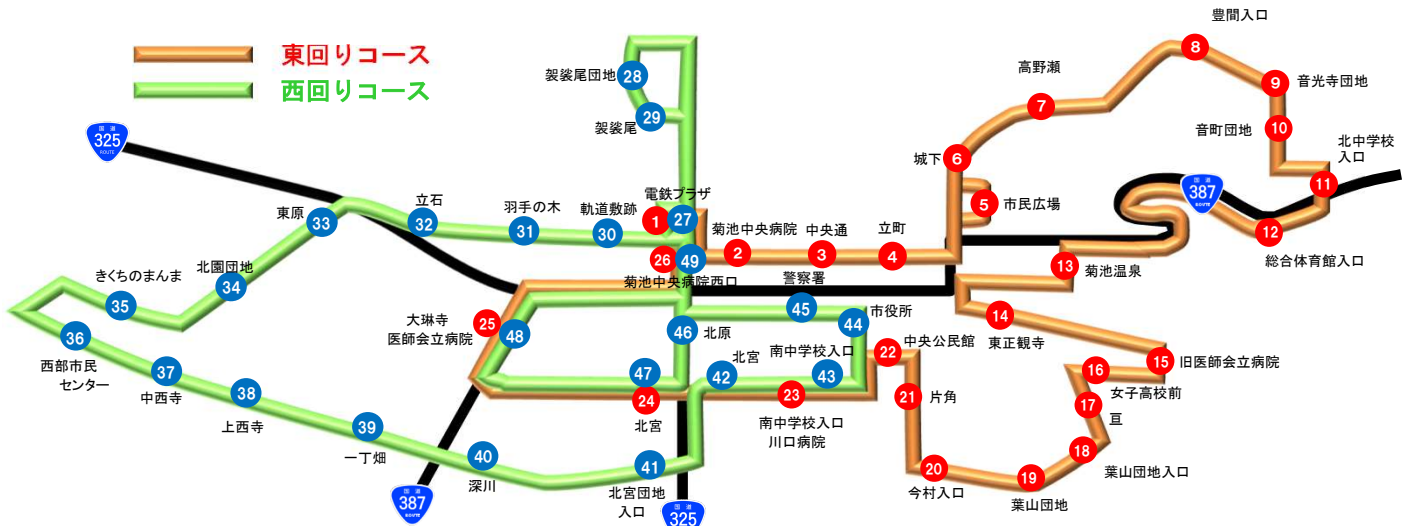 東回りコース
西回りコース
国道
325
ROUTE
袈裟尾団地
28
袈裟尾
29
豊間入口
8
高野瀬
7
音光寺団地
9
音町団地
10
北中学校
入口
11
城下
6
市民広場
5
国道
387
ROUTE
総合体育館入口
12
電鉄プラザ
1
27
菊池中央病院
2
中央通
3
立町
4
東原
33
立石
32
羽手の木
31
軌道敷跡
30
26
49
菊池中央病院西口
菊池温泉
13
きくちのまんま
35
北園団地
34
警察署
45
市役所
44
大琳寺
医師会立病院
25
48
46
北原
東正観寺
14
旧医師会立病院
15
西部市民
センター
36
中西寺
37
上西寺
38
一丁畑
39
深川
40
北宮団地
入口
41
47
24
北宮
北宮
42
南中学校入口
43
南中学校入口
川口病院
23
中央公民館
22
片角
21
女子高校前
16
亘
17
葉山団地入口
18
葉山団地
19
今村入口
20
国道
387
ROUTE
国道
325